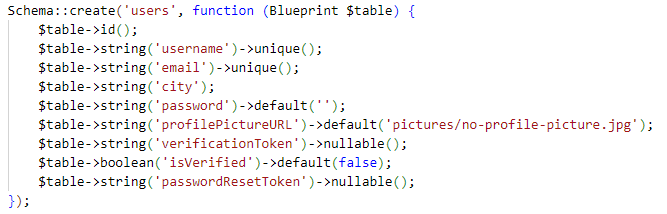 Schema::create('users', function (Blueprint $table) {
    $table->id();
    $table->string('username')->unique();
    $table->string('email')->unique();
    $table->string('city');
    $table->string('password')->default('');
    $table->string('profilePictureURL')->default('pictures/no-profile-picture.jpg');
    $table->string('verificationToken')->nullable();
    $table->boolean('isVerified')->default(false);
    $table->string('passwordResetToken')->nullable();
});